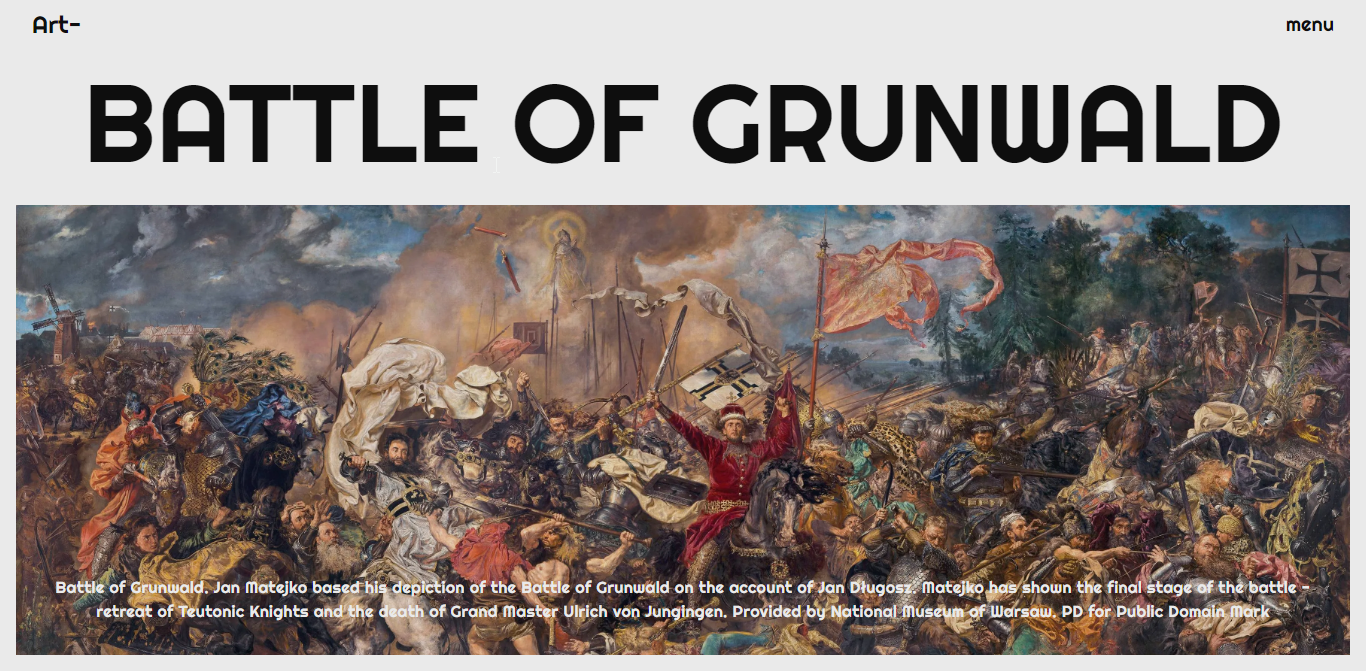 Art-
menu
BATTLE OF GRUNWALD
Battle of Grunwald. Jan Matejko based his depiction of the Battle of Grunwald on the account of Jan Długosz. Matejko has shown the final stage of the battle -
retreat of Teutonic Knights and the death of Grand Master Ulrich von Jungingen. Provided by National Museum of Warsaw. PD for Public Domain Mark